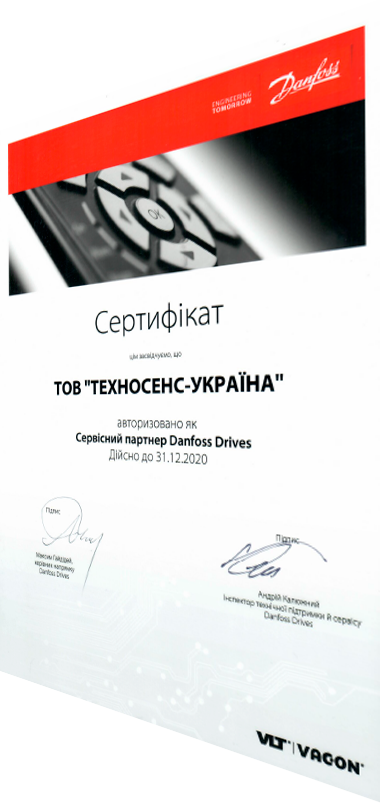 ENGINEERING
TOMORROW
Danfoss
OK
Сертифікат
цим засвідчуємо, що
ТОВ "ТЕХНОСЕНС-УКРАЇНА"
авторизовано як
Сервісний партнер Danfoss Drives
Дійсно до 31.12.2020
Підпис
Максим Гайдідей,
керівник напрямку
Danfoss Drives
Підпис
Андрій Калюжний
Інспектор технічної підтримки й сервісу
Danfoss Drives
VLT® | VACON®